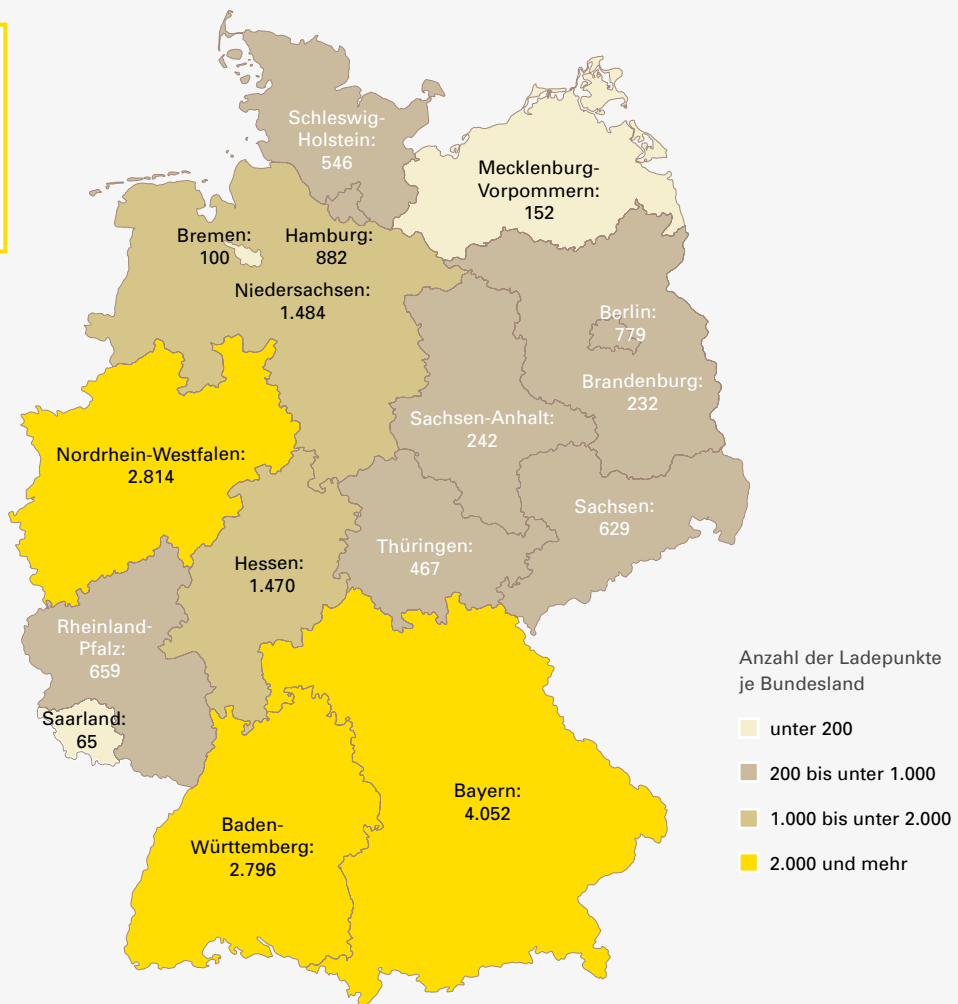 Schleswig-
Holstein:
546
Mecklenburg-
Vorpommern:
152
Bremen:
100
Hamburg:
882
Niedersachsen:
1.484
Berlin:
779
Brandenburg:
232
Sachsen-Anhalt:
242
Nordrhein-Westfalen:
2.814
Sachsen:
629
Thüringen:
467
Hessen:
1.470
Rheinland-
Pfalz:
659
Saarland:
65
Bayern:
4.052
Baden-
Württemberg:
2.796
Anzahl der Ladepunkte
je Bundesland
unter 200
200 bis unter 1.000
1.000 bis unter 2.000
2.000 und mehr